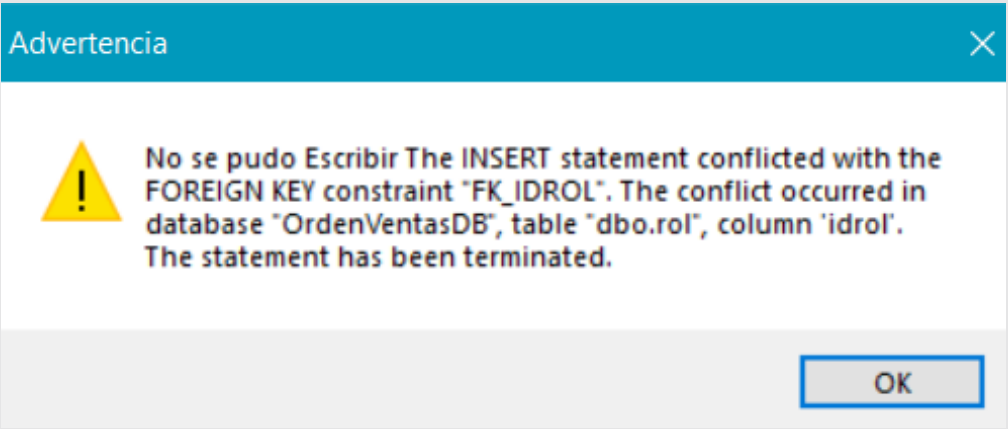 Advertencia
No se pudo Escribir The INSERT statement conflicted with the
FOREIGN KEY constraint "FK_IDROL". The conflict occurred in
database "OrdenVentasDB", table "dbo.rol", column 'idrol'.
The statement has been terminated.
OK